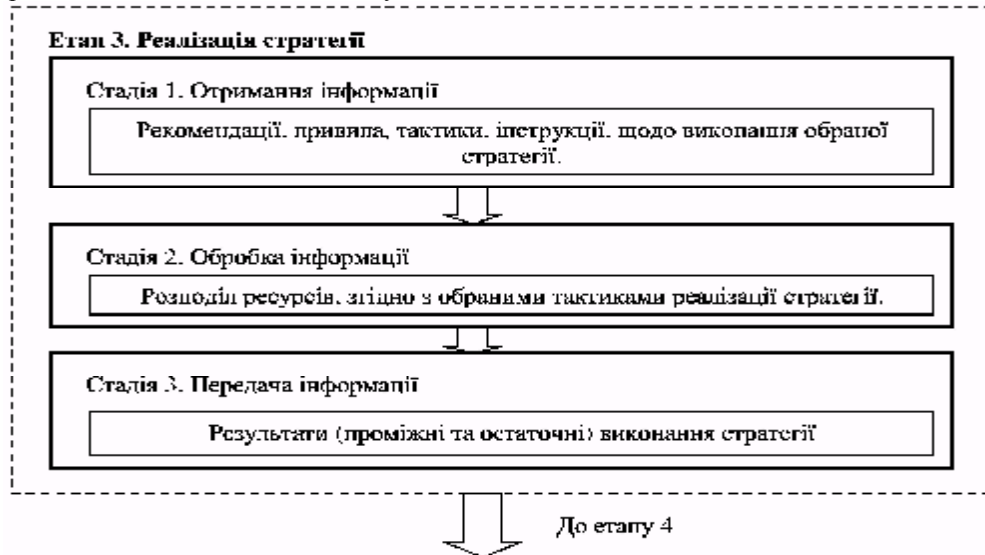 Етап 3. Реалізація стратегії
Стадія 1. Отримання інформації
Рекомендації, правила, тактики, інструкції, щодо виконання обраної
стратегії.
Стадія 2. Обробка інформації
Розподіл ресурсів, згідно з обраними тактиками реалізації стратегії.
Стадія 3. Передача інформації
Результати (проміжні та остаточні) виконання стратегії
До етапу 4